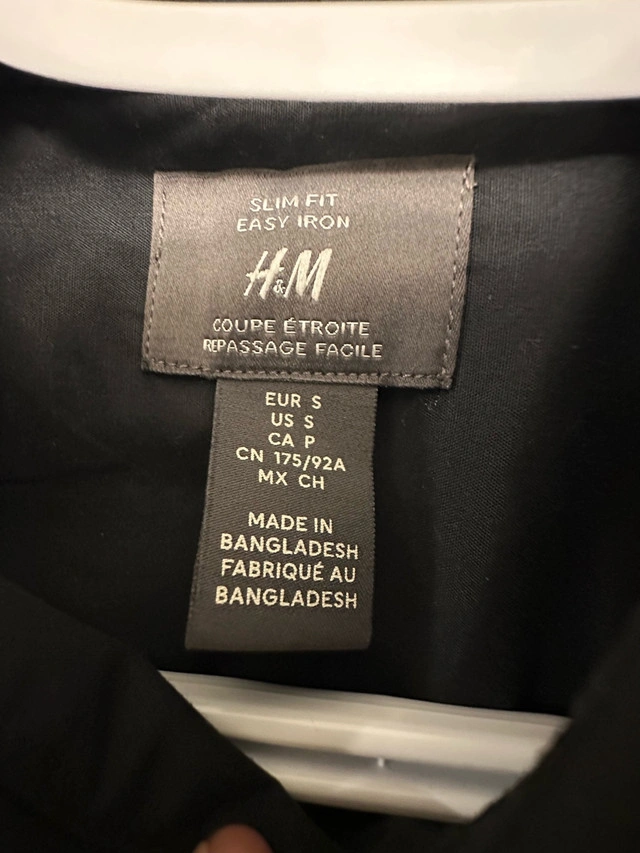 SLIM FIT
EASY IRON
H&M
COUPE ÉTROITE
REPASSAGE FACILE
EUR S
US S
CA P
CN 175/92A
MX CH
MADE IN
BANGLADESH
FABRIQUÉ AU
BANGLADESH